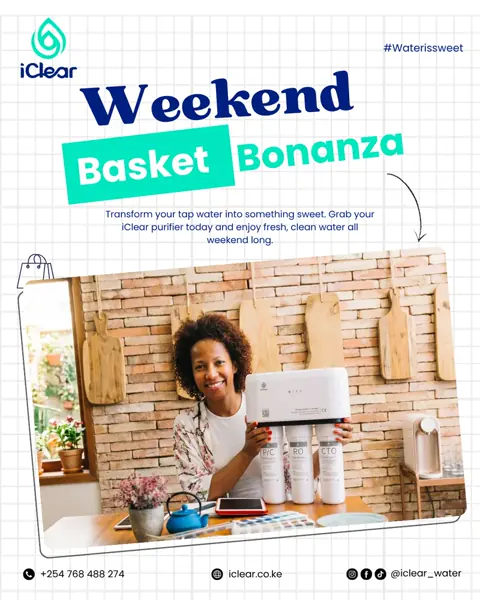 iClear
#Waterissweet
Weekend
Basket Bonanza
Transform your tap water into something sweet. Grab your
iClear purifier today and enjoy fresh, clean water all
weekend long.
P/C RO CTO
+254 768 488 274
iclear.co.ke
@iclear_water